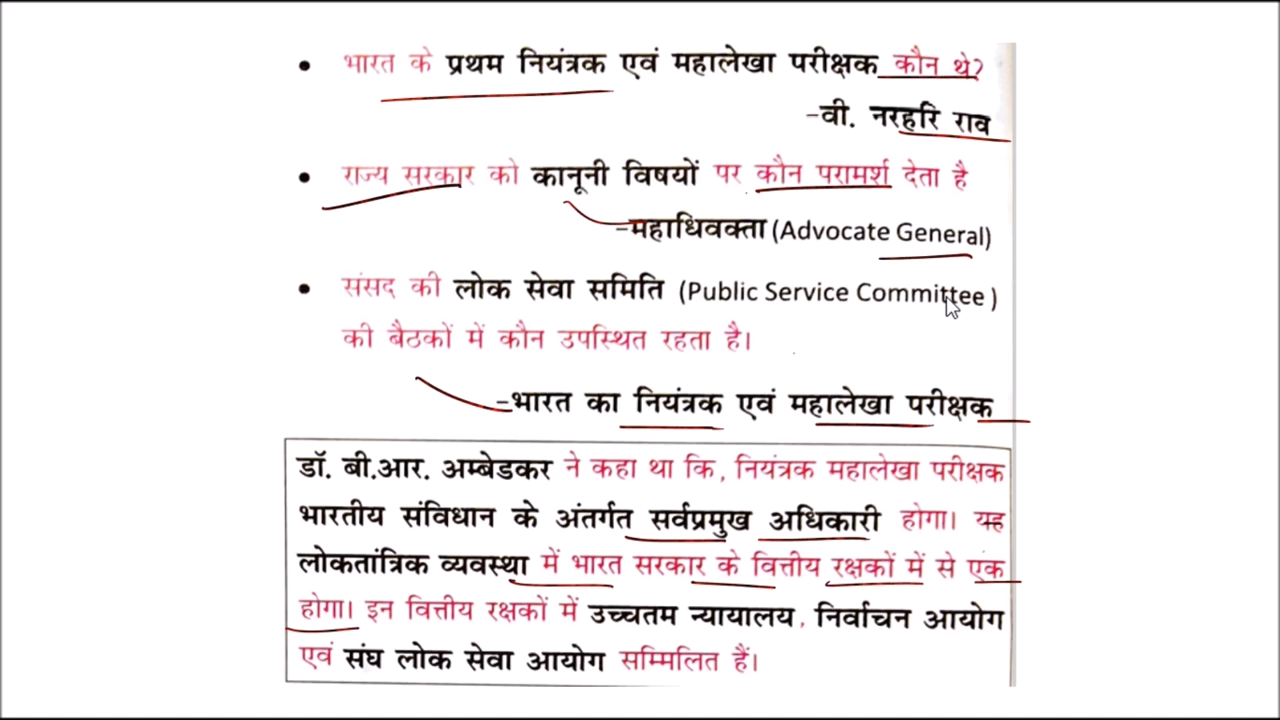 • भारत के प्रथम नियंत्रक एवं महालेखा परीक्षक कौन थे?
-वी. नरहरि राव
• राज्य सरकार को कानूनी विषयों पर कौन परामर्श देता है
-महाधिवक्ता (Advocate General)
• संसद की लोक सेवा समिति (Public Service Committee )
की बैठकों में कौन उपस्थित रहता है।
-भारत का नियंत्रक एवं महालेखा परीक्षक
डॉ. बी.आर. अम्बेडकर ने कहा था कि, नियंत्रक महालेखा परीक्षक
भारतीय संविधान के अंतर्गत सर्वप्रमुख अधिकारी होगा। यह
लोकतांत्रिक व्यवस्था में भारत सरकार के वित्तीय रक्षकों में से एक
होगा। इन वित्तीय रक्षकों में उच्चतम न्यायालय, निर्वाचन आयोग
एवं संघ लोक सेवा आयोग सम्मिलित हैं।